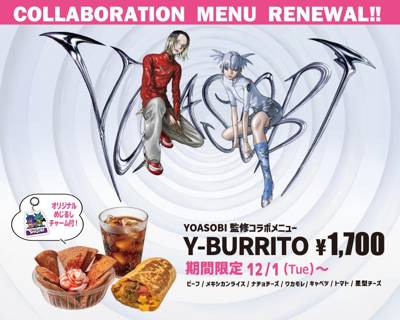 COLLABORATION MENU RENEWAL!!
YOASOBI
オリジナル
めじるし
チャーム付!
YOASOBI 監修コラボメニュー
Y-BURRITO ¥1,700
期間限定 12/1(Tue)〜
ビーフ / メキシカンライス / ナチョチーズ / ワカモレ / キャベツ / トマト / 星型チーズ